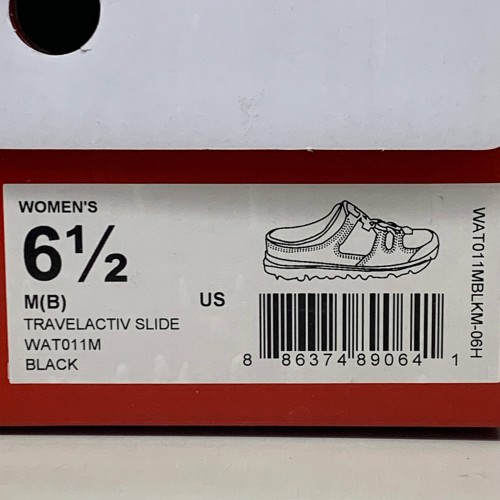 WOMEN'S
6½
M(B)
US
TRAVELACTIV SLIDE
WAT011M
BLACK
8 86374 89064 1
WAT011MBLKM-06H